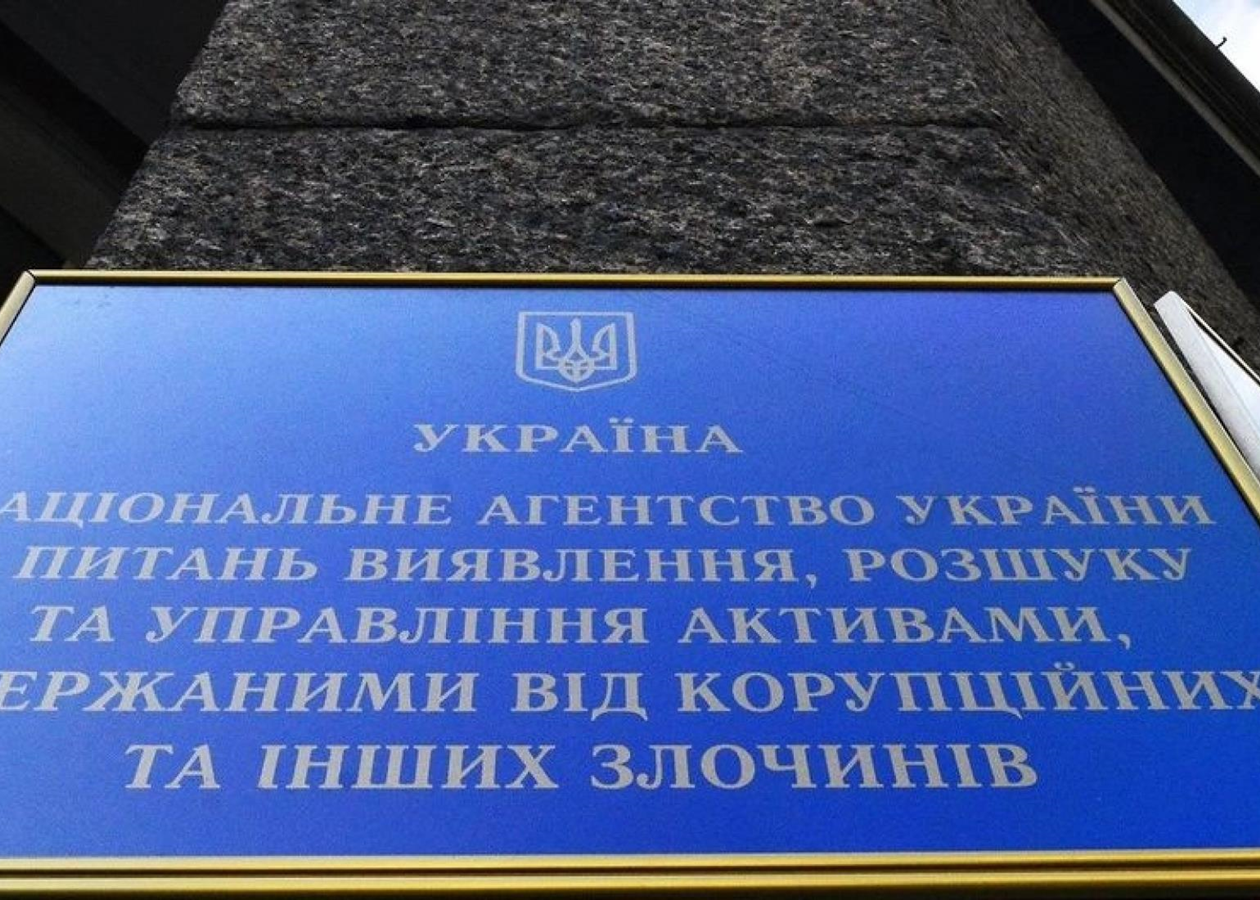 УКРАЇНА
АЦІОНАЛЬНЕ АГЕНТСТВО УКРАЇНИ
ПИТАНЬ ВИЯВЛЕННЯ, РОЗШУКУ
ТА УПРАВЛІННЯ АКТИВАМИ,
ЕРЖАНИМИ ВІД КОРУПЦІЙНИХ
ТА ІНШИХ ЗЛОЧИНІВ